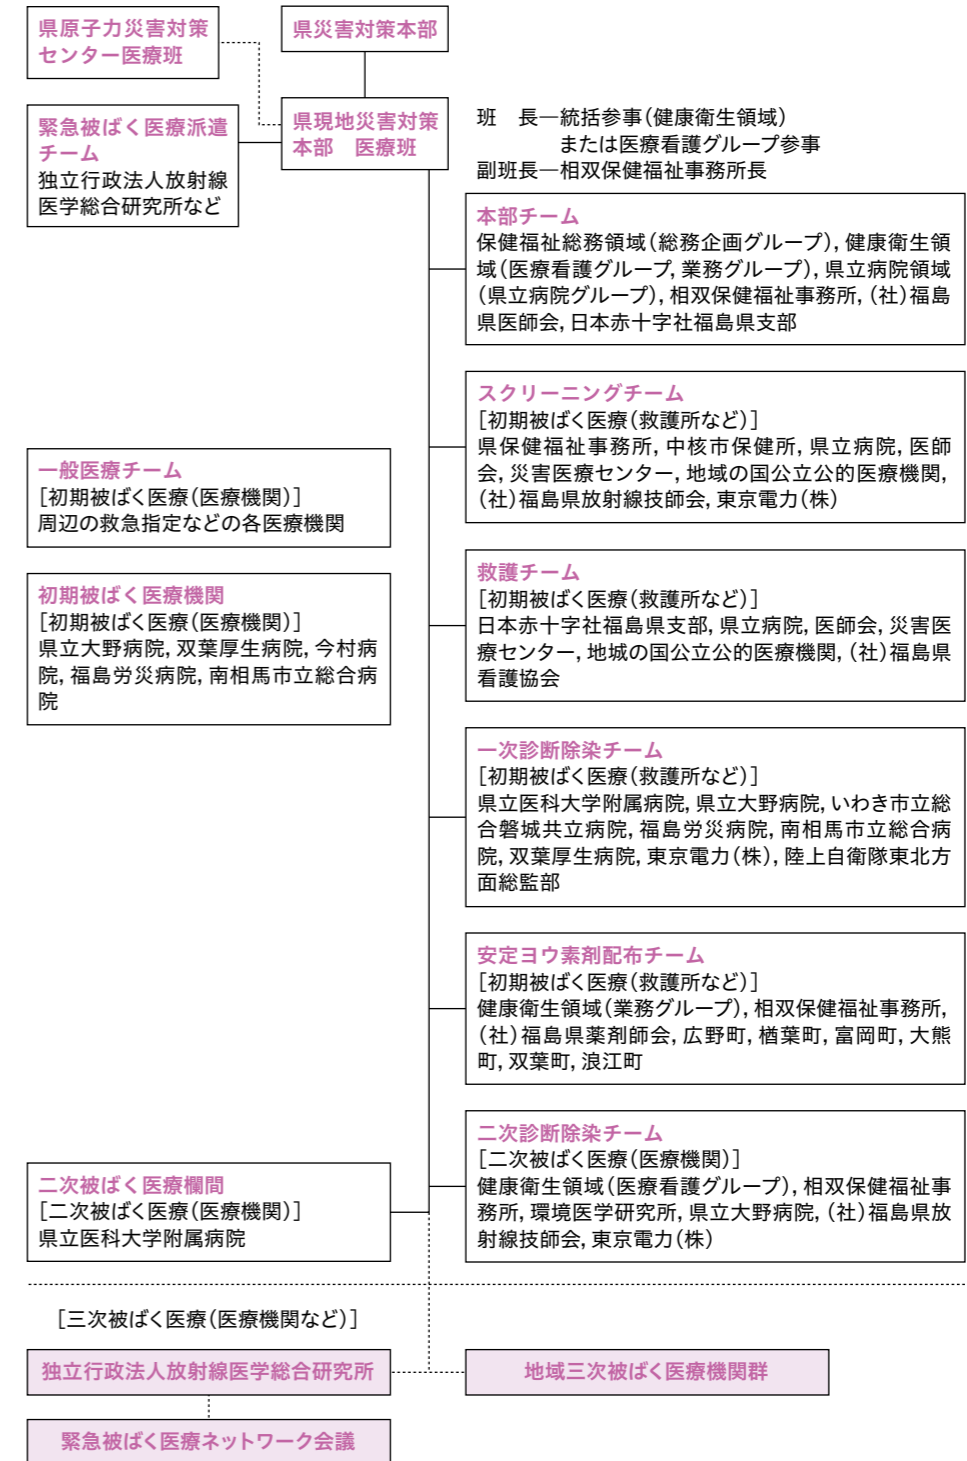 県原子力災害対策
センター医療班
県災害対策本部
緊急被ばく医療派遣
チーム
独立行政法人放射線
医学総合研究所など
県現地災害対策
本部　医療班
班　長―統括参事(健康衛生領域)
または医療看護グループ参事
副班長―相双保健福祉事務所長
本部チーム
保健福祉総務領域(総務企画グループ), 健康衛生領
域(医療看護グループ, 業務グループ), 県立病院領域
(県立病院グループ), 相双保健福祉事務所, (社)福島
県医師会, 日本赤十字社福島県支部
スクリーニングチーム
[初期被ばく医療(救護所など)]
県保健福祉事務所, 中核市保健所, 県立病院, 医師
会, 災害医療センター, 地域の国公立公的医療機関,
(社)福島県放射線技師会, 東京電力(株)
一般医療チーム
[初期被ばく医療(医療機関)]
周辺の救急指定などの各医療機関
初期被ばく医療機関
[初期被ばく医療(医療機関)]
県立大野病院, 双葉厚生病院, 今村病
院, 福島労災病院, 南相馬市立総合病
院
救護チーム
[初期被ばく医療(救護所など)]
日本赤十字社福島県支部, 県立病院, 医師会, 災害医
療センター, 地城の国公立公的医療機関, (社)福島県
看護協会
一次診断除染チーム
[初期被ばく医療(救護所など)]
県立医科大学附属病院, 県立大野病院, いわき市立総
合磐城共立病院, 福島労災病院, 南相馬市立総合病
院, 双葉厚生病院, 東京電力(株), 陸上自衛隊東北方
面総監部
安定ヨウ素剤配布チーム
[初期被ばく医療(救護所など)]
健康衛生領域(業務グループ), 相双保健福祉事務所,
(社)福島県薬剤師会, 広野町, 楢葉町, 富岡町, 大熊
町, 双葉町, 浪江町
二次診断除染チーム
[二次被ばく医療(医療機関)]
健康衛生領域(医療看護グループ), 相双保健福祉事
務所, 環境医学研究所, 県立大野病院, (社)福島県放
射線技師会, 東京電力(株)
二次被ばく医療欄間
[二次被ばく医療(医療機関)]
県立医科大学附属病院
[三次被ばく医療(医療機関など)]
独立行政法人放射線医学総合研究所
地域三次被ばく医療機関群
緊急被ばく医療ネットワーク会議